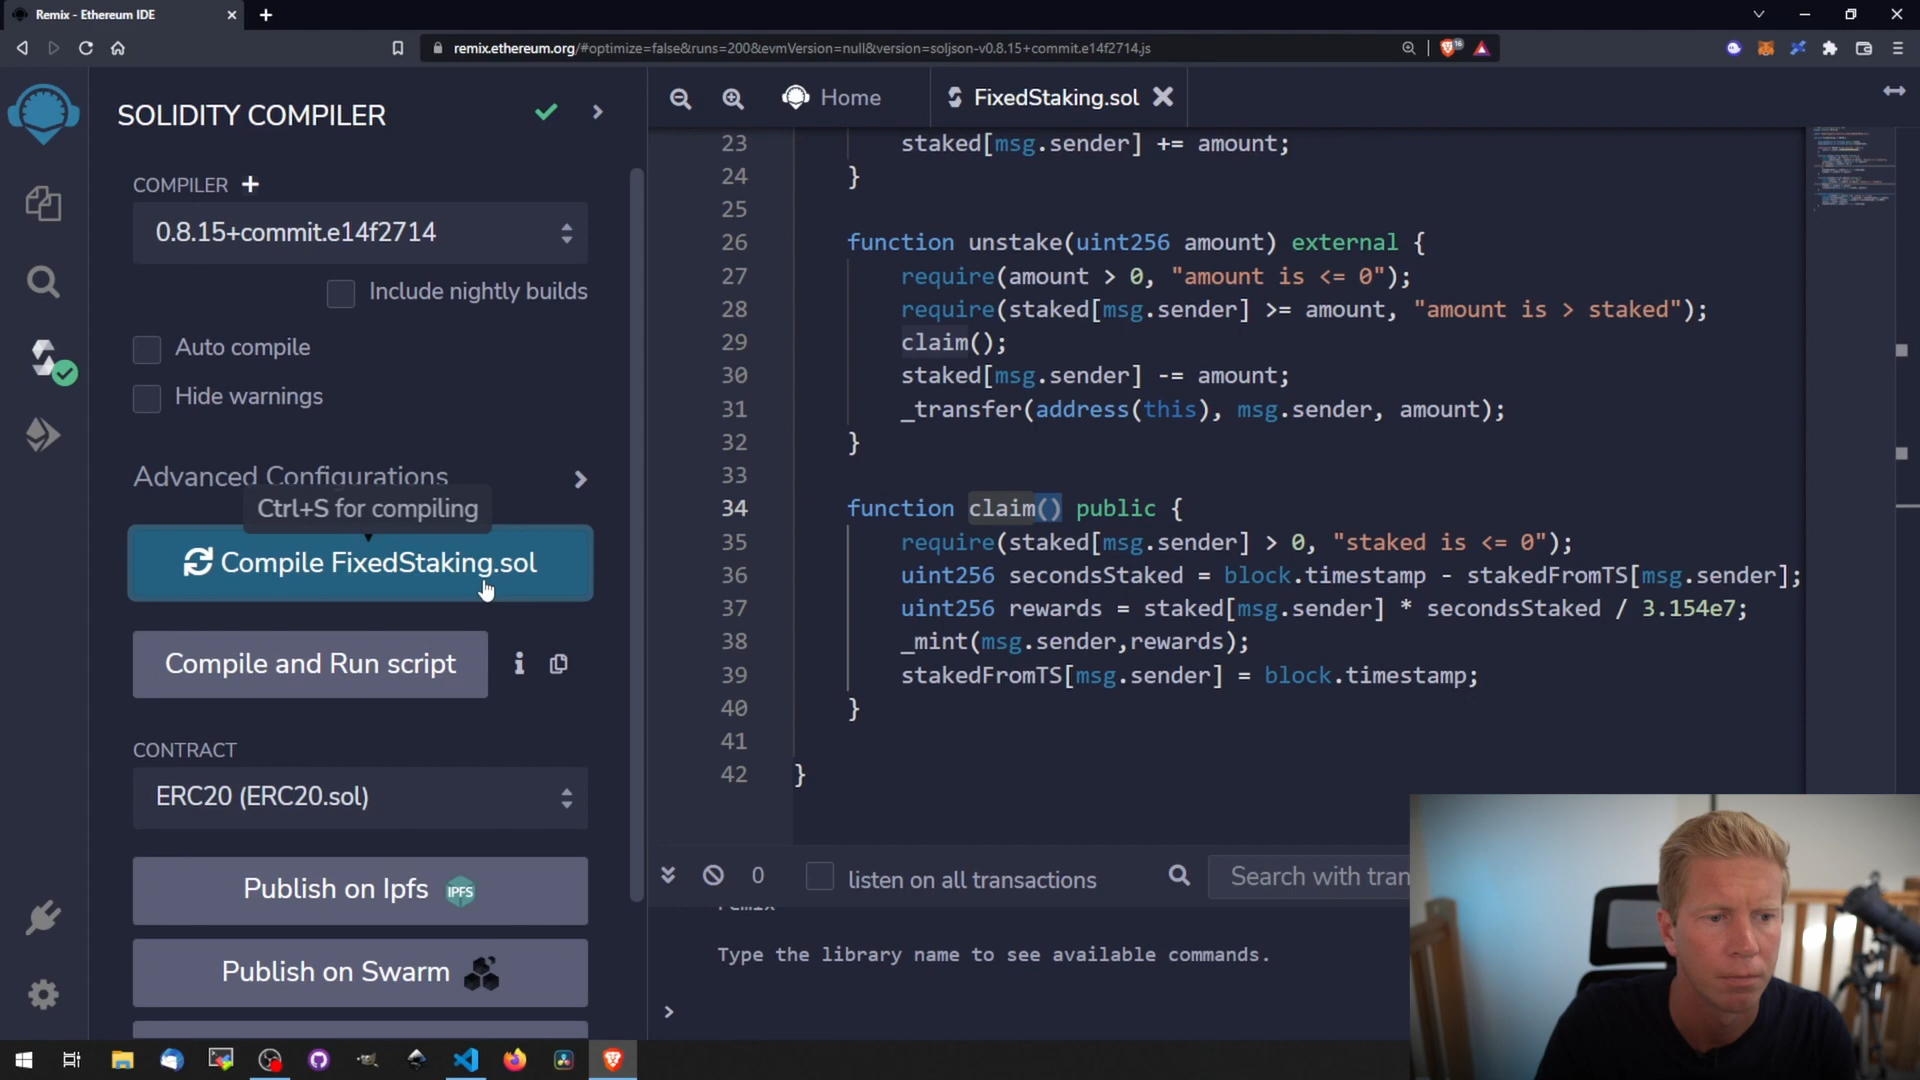 Remix - Ethereum IDE
remix.ethereum.org/#optimize=false&runs=200&evmVersion=null&version=soljson-v0.8.15+commit.e14f2714.js
16
SOLIDITY COMPILER
COMPILER +
0.8.15+commit.e14f2714
Include nightly builds
Auto compile
Hide warnings
Advanced Configurations
Ctrl+S for compiling
Compile FixedStaking.sol
Compile and Run script
CONTRACT
ERC20 (ERC20.sol)
Publish on Ipfs IPFS
Publish on Swarm
Home
FixedStaking.sol
23 staked[msg.sender] += amount;
24 }
25
26 function unstake(uint256 amount) external {
27 require(amount > 0, "amount is <= 0");
28 require(staked[msg.sender] >= amount, "amount is > staked");
29 claim();
30 staked[msg.sender] -= amount;
31 _transfer(address(this), msg.sender, amount);
32 }
33
34 function claim() public {
35 require(staked[msg.sender] > 0, "staked is <= 0");
36 uint256 secondsStaked = block.timestamp - stakedFromTS[msg.sender];
37 uint256 rewards = staked[msg.sender] * secondsStaked / 3.154e7;
38 _mint(msg.sender,rewards);
39 stakedFromTS[msg.sender] = block.timestamp;
40 }
41
42 }
0 listen on all transactions Search with tran
remix
Type the library name to see available commands.
>